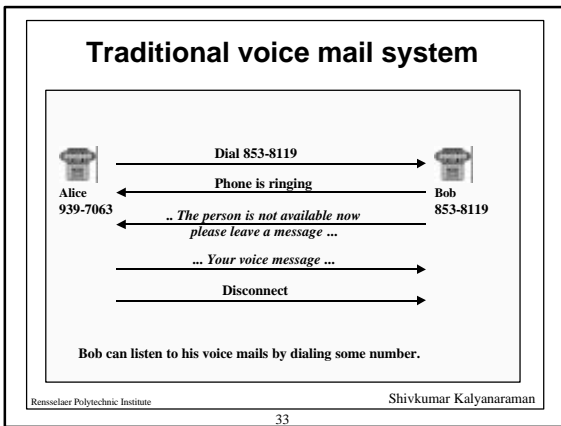 Traditional voice mail system
Dial 853-8119
Phone is ringing
Alice
939-7063
Bob
853-8119
.. The person is not available now
please leave a message ...
... Your voice message ...
Disconnect
Bob can listen to his voice mails by dialing some number.
Rensselaer Polytechnic Institute
Shivkumar Kalyanaraman
33